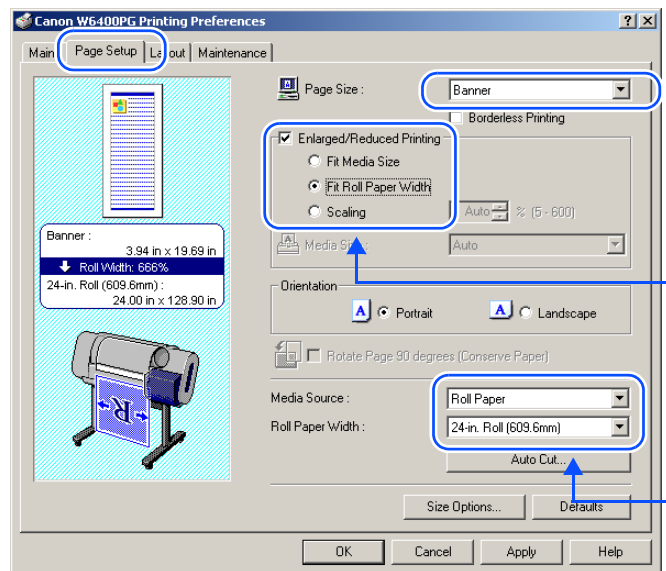 Canon W6400PG Printing Preferences
Main Page Setup Layout Maintenance
Page Size : Banner
Borderless Printing
Enlarged/Reduced Printing
Fit Media Size
Fit Roll Paper Width
Scaling Auto % (5 - 600)
Media Size : Auto
Banner :
3.94 in x 19.69 in
Roll Width: 666%
24-in. Roll (609.6mm) :
24.00 in x 128.90 in
Orientation
A Portrait A Landscape
Rotate Page 90 degrees (Conserve Paper)
R
Media Source : Roll Paper
Roll Paper Width : 24-in. Roll (609.6mm)
Auto Cut...
Size Options... Defaults
OK Cancel Apply Help